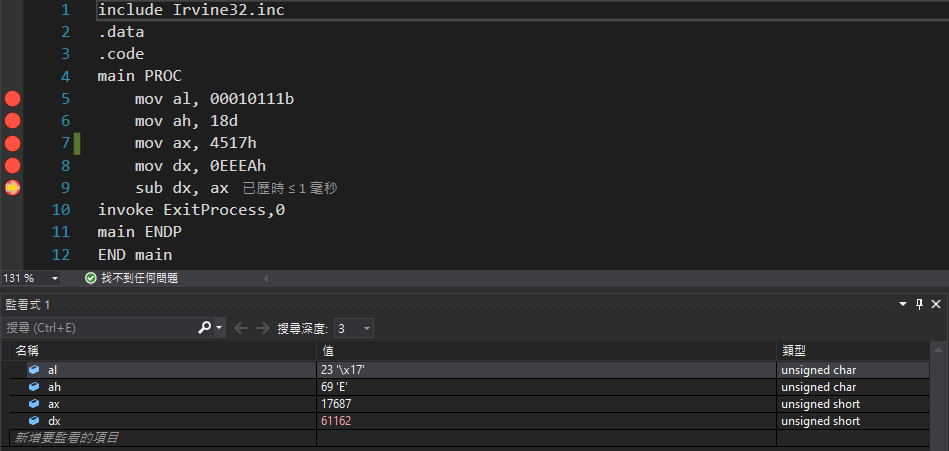 1 include Irvine32.inc
2 .data
3 .code
4 main PROC
5 mov al, 00010111b
6 mov ah, 18d
7 mov ax, 4517h
8 mov dx, 0EEEAh
9 sub dx, ax 已歷時 ≤ 1 毫秒
10 invoke ExitProcess,0
11 main ENDP
12 END main
131 % 找不到任何問題
監看式 1
搜尋 (Ctrl+E) 搜尋深度: 3
名稱 值 類型
al 23 '\x17' unsigned char
ah 69 'E' unsigned char
ax 17687 unsigned short
dx 61162 unsigned short
新增要監看的項目